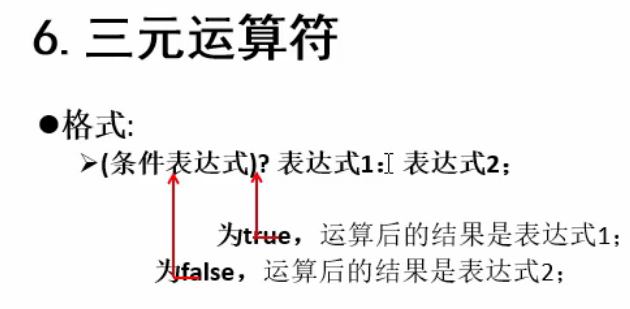 6. 三元运算符
●格式:
➢(条件表达式)? 表达式1: 表达式2;
为true，运算后的结果是表达式1;
为false，运算后的结果是表达式2;